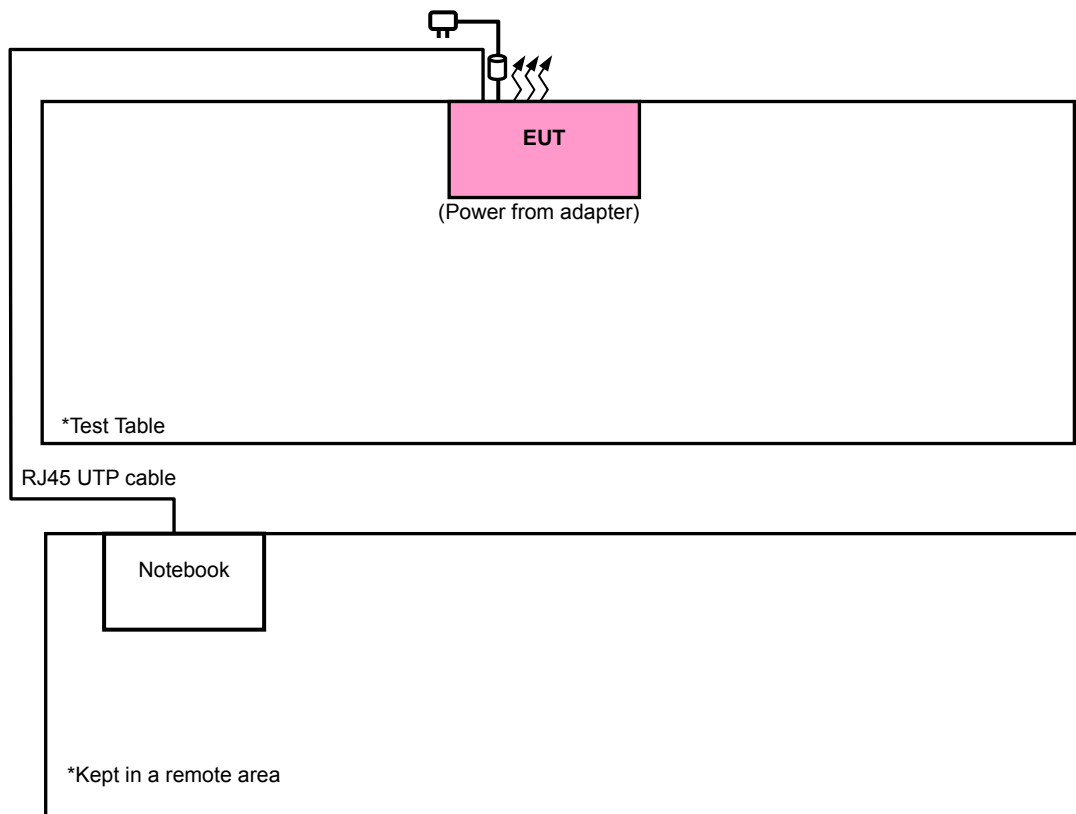 EUT
(Power from adapter)
*Test Table
RJ45 UTP cable
Notebook
*Kept in a remote area